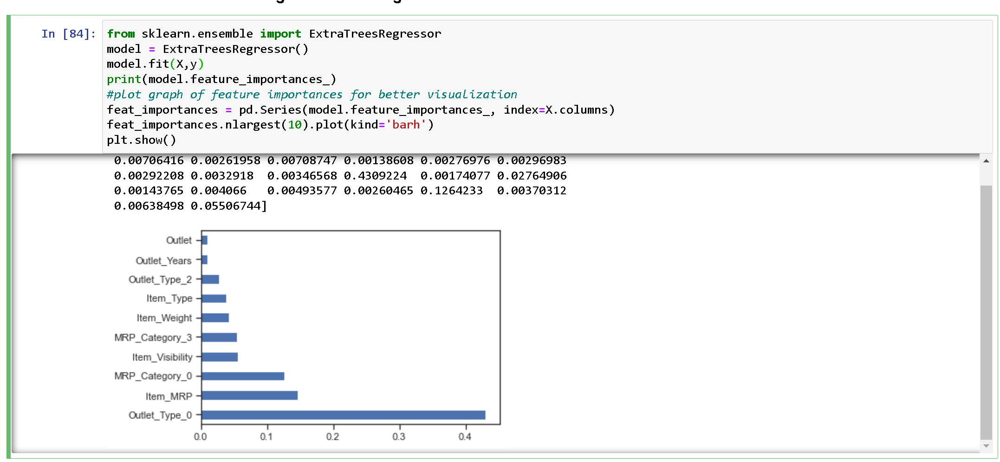 In [84]:
from sklearn.ensemble import ExtraTreesRegressor
model = ExtraTreesRegressor()
model.fit(X,y)
print(model.feature_importances_)
#plot graph of feature importances for better visualization
feat_importances = pd.Series(model.feature_importances_, index=X.columns)
feat_importances.nlargest(10).plot(kind='barh')
plt.show()
0.00706416 0.00261958 0.00708747 0.00138608 0.00276976 0.00296983
0.00292208 0.0032918  0.00346568 0.4309224  0.00174077 0.02764906
0.00143765 0.004066   0.00493577 0.00260465 0.1264233  0.00370312
0.00638498 0.05506744]
Outlet
Outlet_Years
Outlet_Type_2
Item_Type
Item_Weight
MRP_Category_3
Item_Visibility
MRP_Category_0
Item_MRP
Outlet_Type_0
0.0 0.1 0.2 0.3 0.4